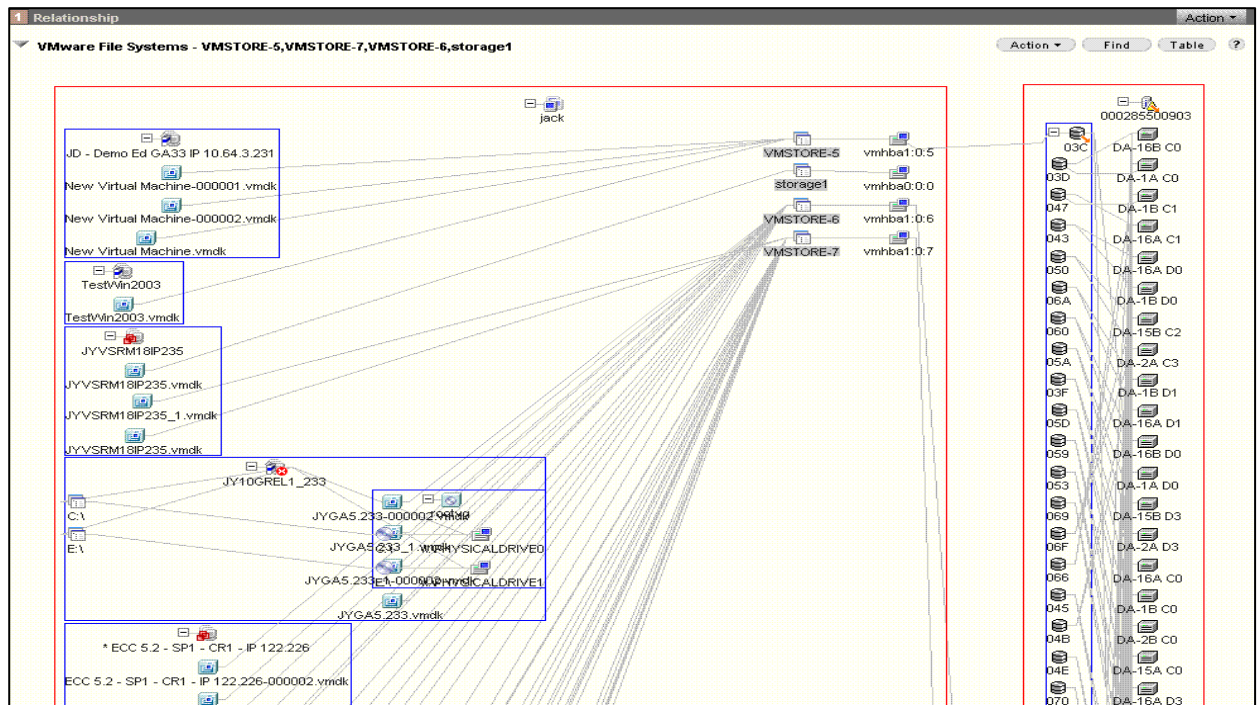 1 Relationship
Action
VMware File Systems - VMSTORE-5,VMSTORE-7,VMSTORE-6,storage1
Action Find Table ?
jack
JD - Demo Ed GA33 IP 10.64.3.231
New Virtual Machine-000001.vmdk
New Virtual Machine-000002.vmdk
New Virtual Machine.vmdk
TestWin2003
TestWin2003.vmdk
JYVSRM18IP235
JYVSRM18IP235.vmdk
JYVSRM18IP235_1.vmdk
JYVSRM18IP235.vmdk
JY10GREL1_233
C:\
E:\
JYGA5.233-000002.vmdk
JYGA5.233_1.vmdk
JYGA5.233.vmdk
* ECC 5.2 - SP1 - CR1 - IP 122.226
ECC 5.2 - SP1 - CR1 - IP 122.226-000002.vmdk
VMSTORE-5 vmhba1:0:5
storage1 vmhba0:0:0
VMSTORE-6 vmhba1:0:6
VMSTORE-7 vmhba1:0:7
000285500903
03C DA-16B C0
03D DA-1A C0
047 DA-1B C1
043 DA-16A C1
050 DA-16A D0
06A DA-1B D0
060 DA-15B C2
05A DA-2A C3
03F DA-1B D1
05D DA-16A D1
059 DA-16B D0
053 DA-1A D0
069 DA-15B D3
06F DA-2A D3
066 DA-16A C0
045 DA-1B C0
04B DA-2B C0
04E DA-15A C0
070 DA-16A D3